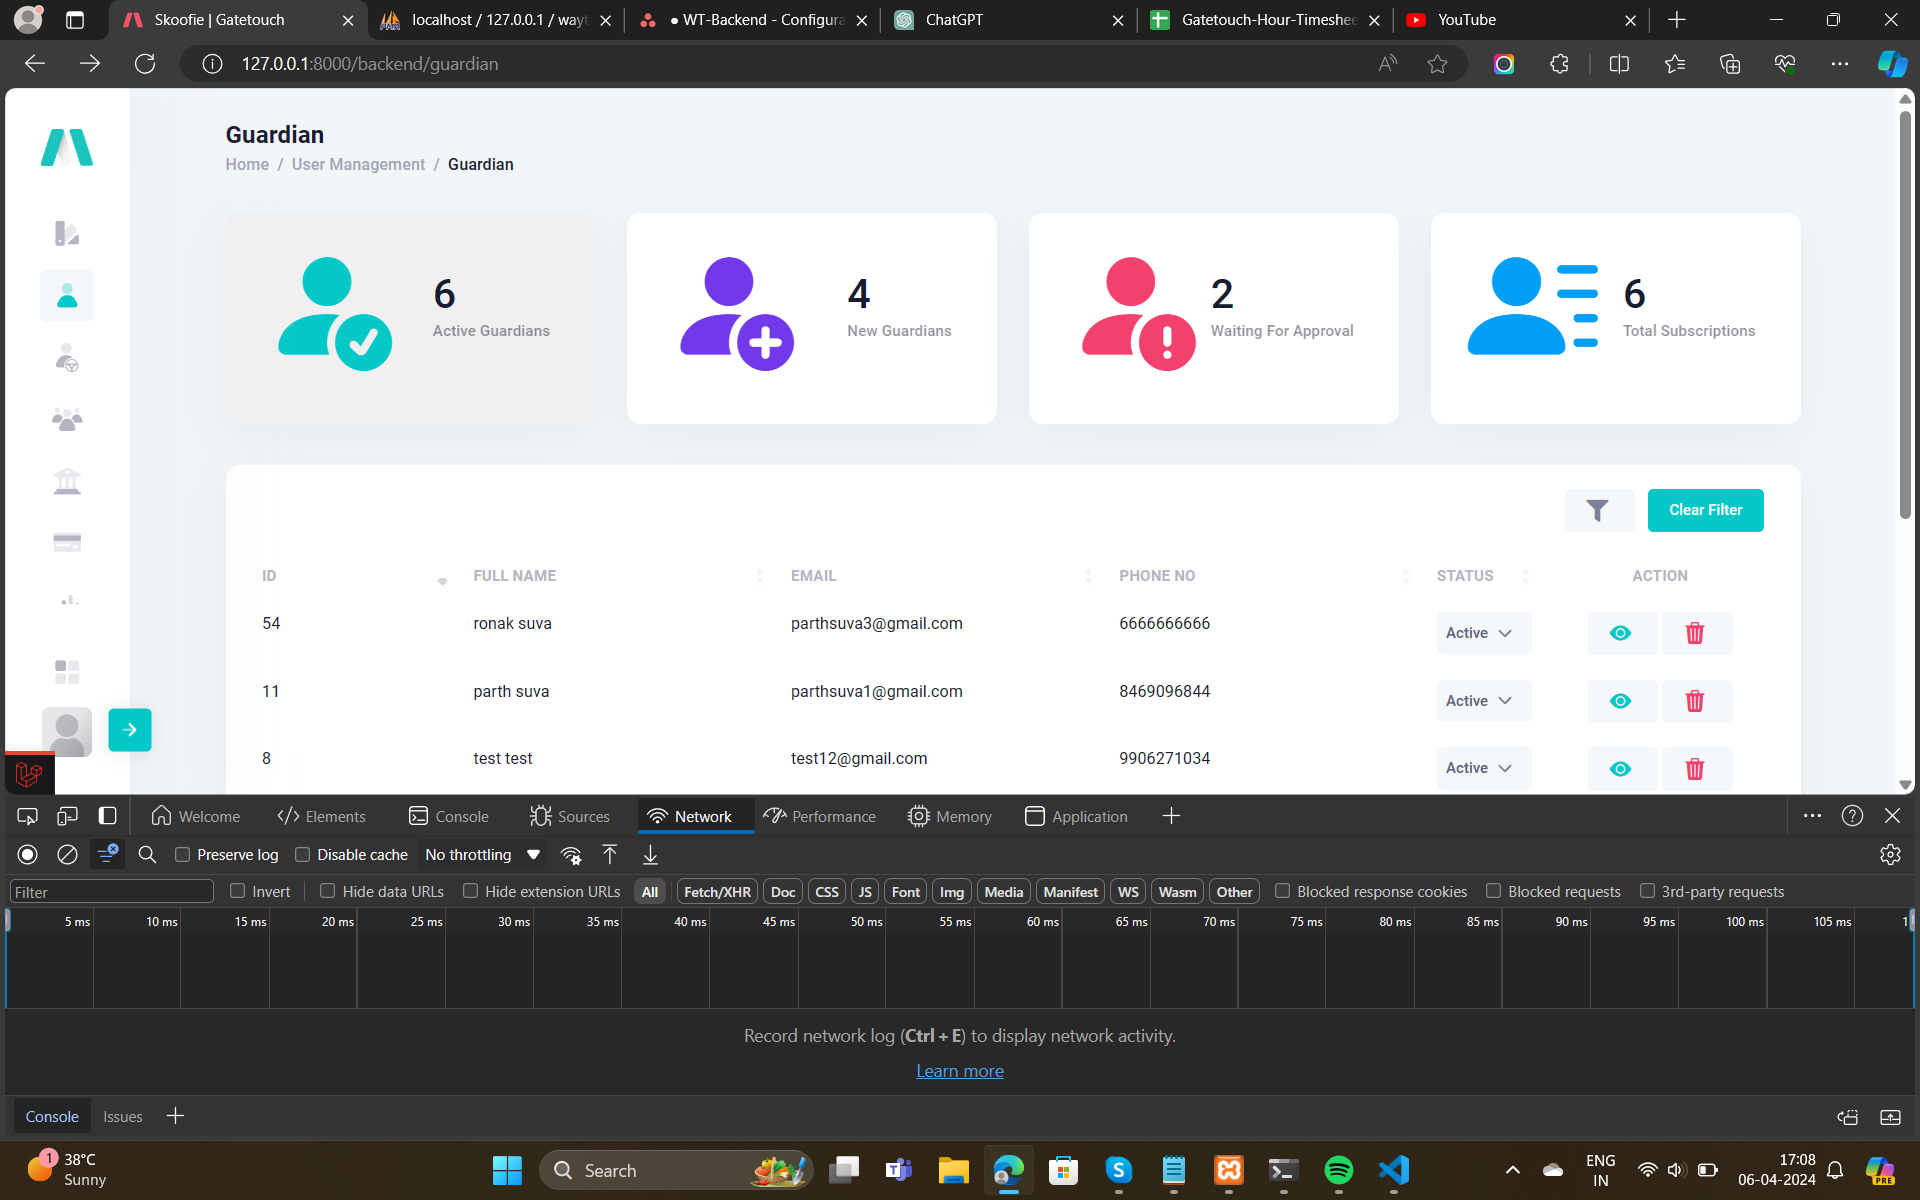 Skoofie | Gatetouch
localhost / 127.0.0.1 / wayt
● WT-Backend - Configura
ChatGPT
Gatetouch-Hour-Timeshee
YouTube
127.0.0.1:8000/backend/guardian
Guardian
Home / User Management / Guardian
6
Active Guardians
4
New Guardians
2
Waiting For Approval
6
Total Subscriptions
Clear Filter
ID FULL NAME EMAIL PHONE NO STATUS ACTION
54 ronak suva parthsuva3@gmail.com 6666666666 Active
11 parth suva parthsuva1@gmail.com 8469096844 Active
8 test test test12@gmail.com 9906271034 Active
Welcome Elements Console Sources Network Performance Memory Application
Preserve log Disable cache No throttling
Filter Invert Hide data URLs Hide extension URLs All Fetch/XHR Doc CSS JS Font Img Media Manifest WS Wasm Other Blocked response cookies Blocked requests 3rd-party requests
5 ms 10 ms 15 ms 20 ms 25 ms 30 ms 35 ms 40 ms 45 ms 50 ms 55 ms 60 ms 65 ms 70 ms 75 ms 80 ms 85 ms 90 ms 95 ms 100 ms 105 ms
Record network log (Ctrl + E) to display network activity.
Learn more
Console Issues
1
38°C
Sunny
Search
ENG
IN
17:08
06-04-2024
PRE